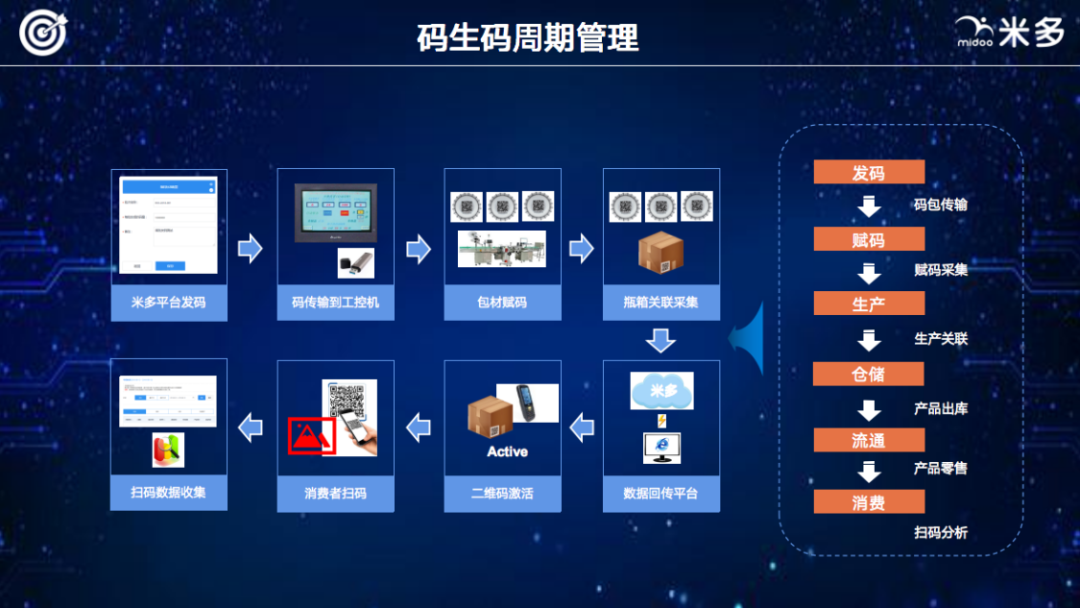 码生码周期管理
midoo 米多
米多平台发码
码传输到工控机
包材赋码
瓶箱关联采集
扫码数据收集
消费者扫码
Active
二维码激活
米多
数据回传平台
发码
码包传输
赋码
赋码采集
生产
生产关联
仓储
产品出库
流通
产品零售
消费
扫码分析